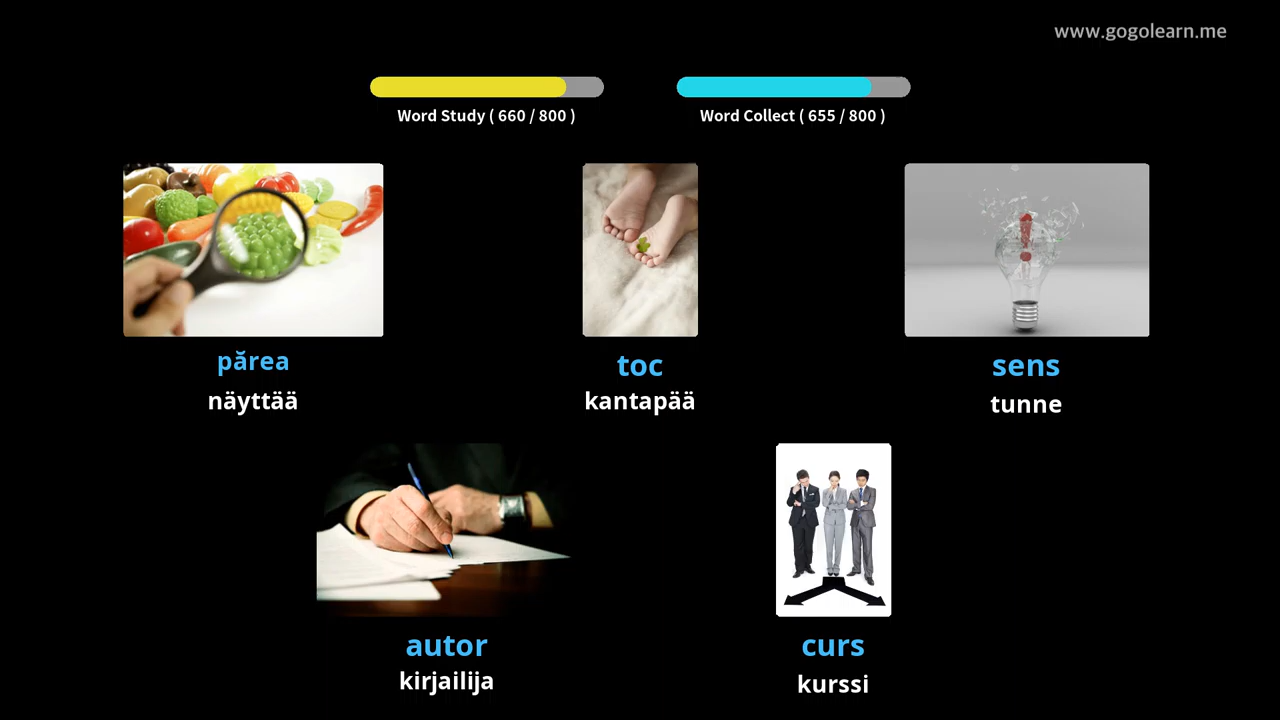 www.gogolearn.me
Word Study ( 660 / 800 )
Word Collect ( 655 / 800 )
părea
näyttää
toc
kantapää
sens
tunne
autor
kirjailija
curs
kurssi